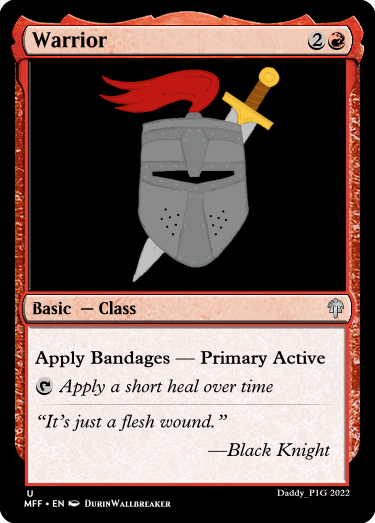 Warrior 2
Basic — Class
Apply Bandages — Primary Active
Apply a short heal over time
“It’s just a flesh wound.”
—Black Knight
U
MFF • EN DurinWallbreaker
Daddy_P1G 2022